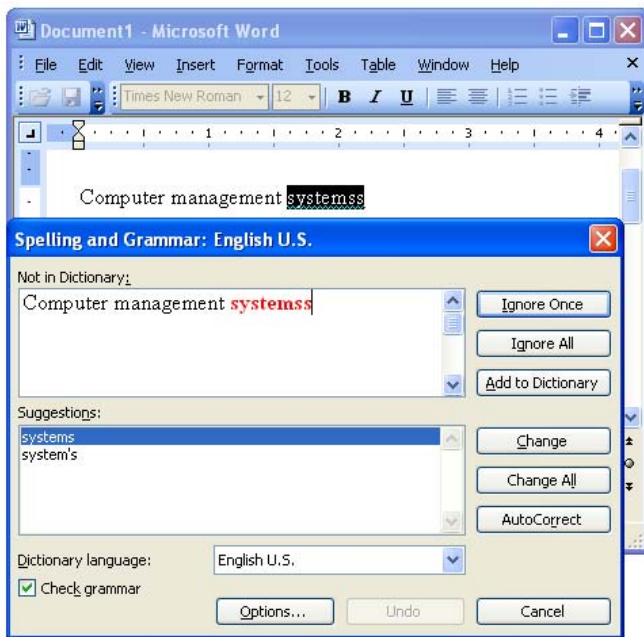 Document1 - Microsoft Word
File Edit View Insert Format Tools Table Window Help
Times New Roman 12 B I U
1 2 3 4
Computer management systemss
Spelling and Grammar: English U.S.
Not in Dictionary:
Computer management systemss
Ignore Once
Ignore All
Add to Dictionary
Suggestions:
systems
system's
Change
Change All
AutoCorrect
Dictionary language: English U.S.
Check grammar
Options... Undo Cancel